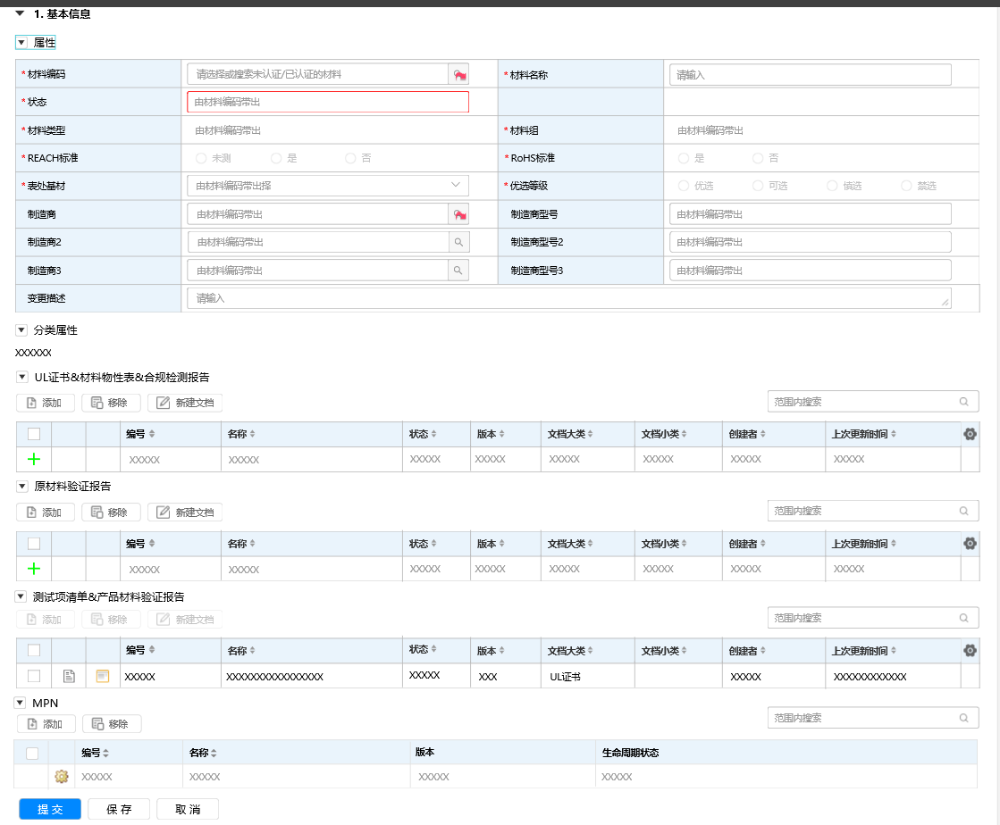 1. 基本信息
属性
*材料编码 请选择或搜索未认证/已认证的材料 *材料名称 请输入
*状态 由材料编码带出
*材料类型 由材料编码带出 *材料组 由材料编码带出
*REACH标准 未测 是 否 *RoHS标准 是 否
*表处基材 由材料编码带出择 *优选等级 优选 可选 慎选 禁选
制造商 由材料编码带出 制造商型号 由材料编码带出
制造商2 由材料编码带出 制造商型号2 由材料编码带出
制造商3 由材料编码带出 制造商型号3 由材料编码带出
变更描述 请输入
分类属性
XXXXXX
UL证书&材料物性表&合规检测报告
添加 移除 新建文档 范围内搜索
编号 名称 状态 版本 文档大类 文档小类 创建者 上次更新时间
XXXXX XXXXX XXXXX XXXXX XXXXX XXXXX XXXXX XXXXX
原材料验证报告
添加 移除 新建文档 范围内搜索
编号 名称 状态 版本 文档大类 文档小类 创建者 上次更新时间
XXXXX XXXXX XXXXX XXXXX XXXXX XXXXX XXXXX XXXXX
测试项清单&产品材料验证报告
添加 移除 新建文档 范围内搜索
编号 名称 状态 版本 文档大类 文档小类 创建者 上次更新时间
XXXXX XXXXXXXXXXXXXXXX XXXXX XXX UL证书 XXXXX XXXXXXXXXXXX
MPN
添加 移除 范围内搜索
编号 名称 版本 生命周期状态
XXXXX XXXXX XXXXX XXXXX
提 交 保 存 取 消